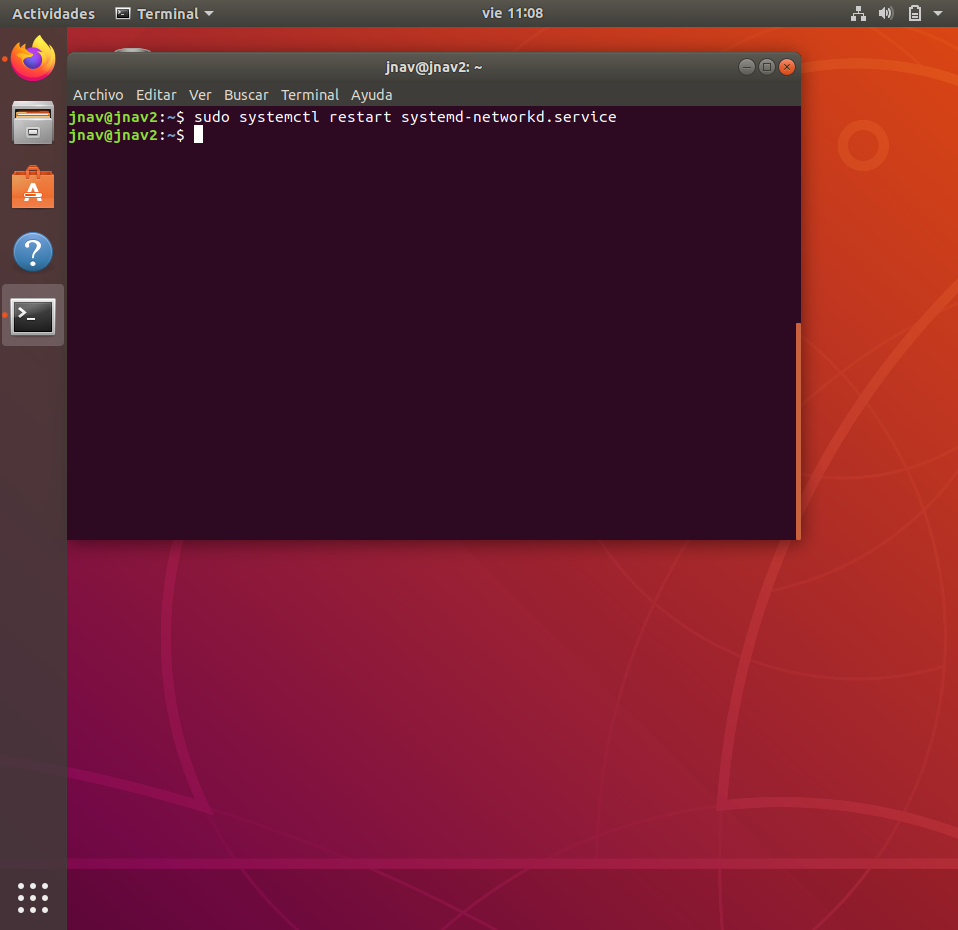 Actividades Terminal vie 11:08
jnav@jnav2: ~
Archivo Editar Ver Buscar Terminal Ayuda
jnav@jnav2:~$ sudo systemctl restart systemd-networkd.service
jnav@jnav2:~$